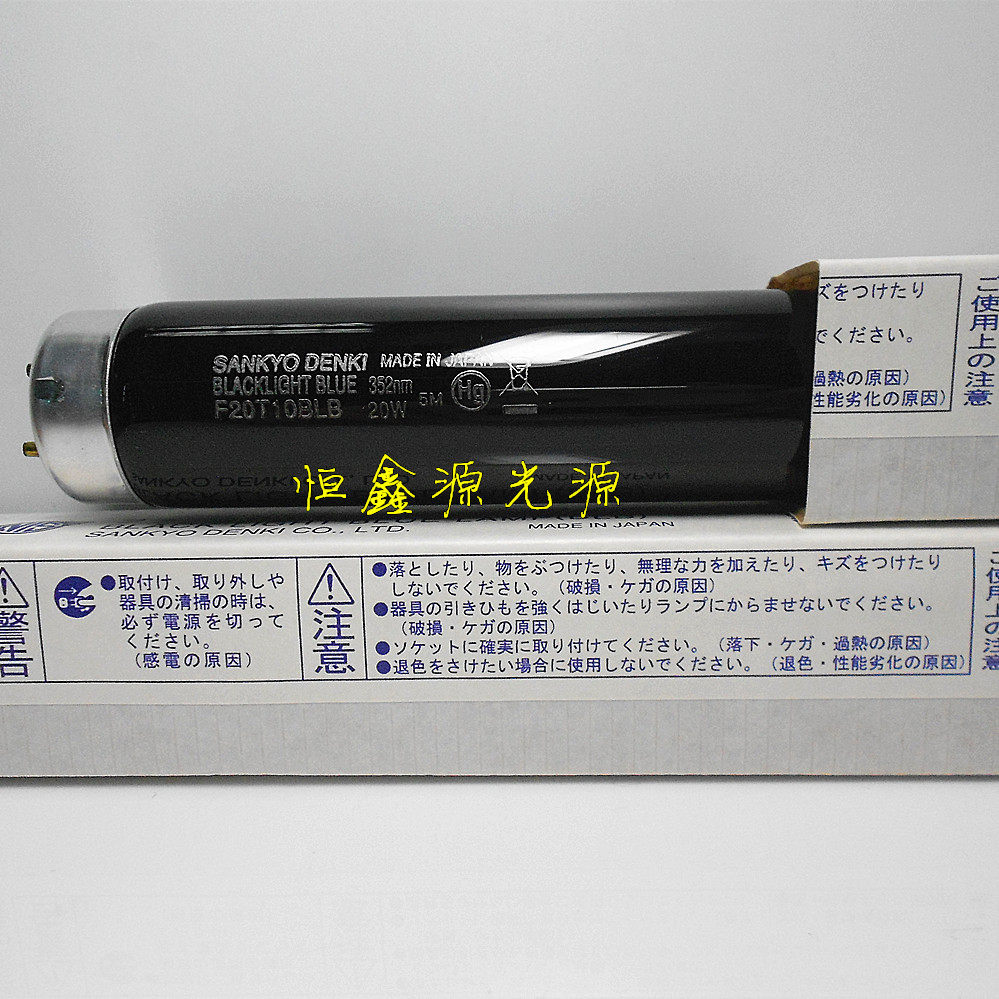 SANKYO DENKI MADE IN JAPAN
BLACKLIGHT BLUE 352nm
F20T10BLB 20W 5M Hg
恒鑫源光源
ズをつけたり
でください。
過熱の原因)
性能劣化の原因)
ご使用上の注意
SANKYO DENKI CO., LTD. MADE IN JAPAN
警告
●取付け、取り外しや
器具の清掃の時は、
必ず電源を切って
ください。
(感電の原因)
注意
●落としたり、物をぶつけたり、無理な力を加えたり、キズをつけたり
しないでください。(破損・ケガの原因)
●器具の引きひもを強くはじいたりランプにからませないでください。
(破損・ケガの原因)
●ソケットに確実に取り付けてください。(落下・ケガ・過熱の原因)
●退色をさけたい場合に使用しないでください。(退色・性能劣化の原因)
ご使用上の注意